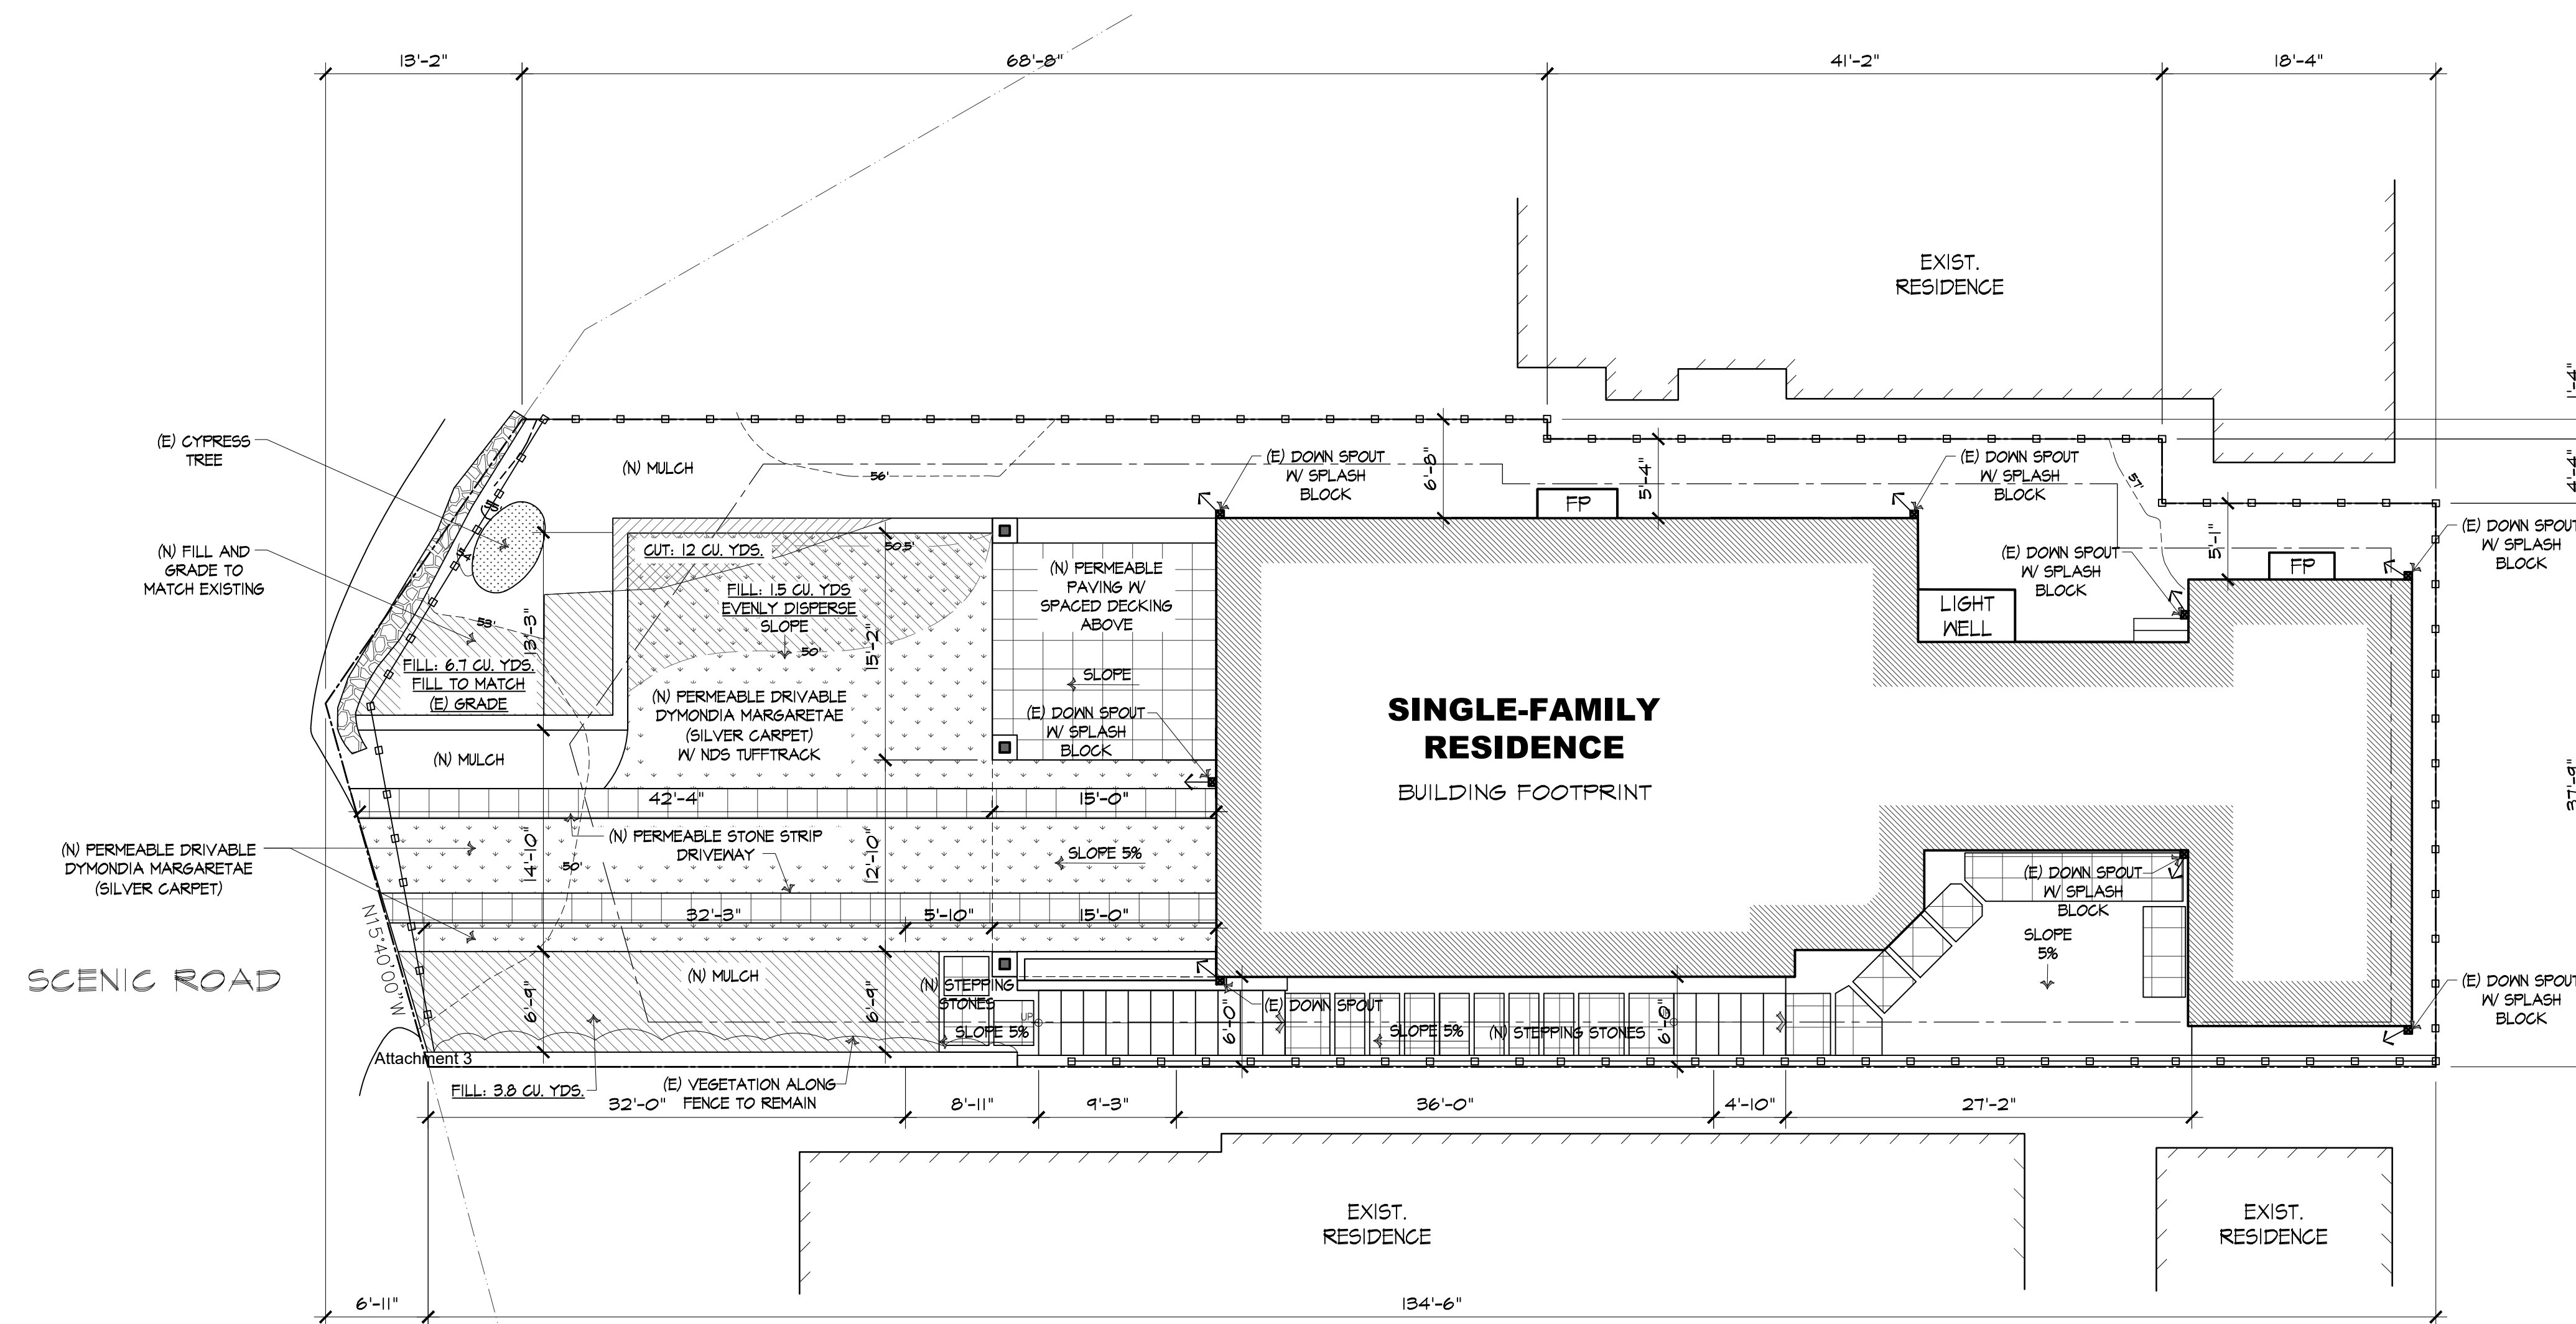 13'-2"
68'-8"
41'-2"
18'-4"
EXIST.
RESIDENCE
1'-4"
4'-4"
37'-9"
(E) CYPRESS
TREE
(N) MULCH
56'
(E) DOWN SPOUT
W/ SPLASH
BLOCK
6'-8"
5'-4"
FP
(E) DOWN SPOUT
W/ SPLASH
BLOCK
57'
5'-1"
(E) DOWN SPOUT
W/ SPLASH
BLOCK
(E) DOWN SPOUT
W/ SPLASH
BLOCK
FP
(N) FILL AND
GRADE TO
MATCH EXISTING
CUT: 12 CU. YDS.
50.5'
FILL: 1.5 CU. YDS
EVENLY DISPERSE
SLOPE
50'
(N) PERMEABLE
PAVING W/
SPACED DECKING
ABOVE
SLOPE
LIGHT
WELL
53'
13'-3"
15'-2"
FILL: 6.7 CU. YDS.
FILL TO MATCH
(E) GRADE
(N) PERMEABLE DRIVABLE
DYMONDIA MARGARETAE
(SILVER CARPET)
W/ NDS TUFFTRACK
(E) DOWN SPOUT
W/ SPLASH
BLOCK
SINGLE-FAMILY
RESIDENCE
BUILDING FOOTPRINT
(N) MULCH
42'-4"
15'-0"
(N) PERMEABLE STONE STRIP
DRIVEWAY
(N) PERMEABLE DRIVABLE
DYMONDIA MARGARETAE
(SILVER CARPET)
14'-10"
50'
12'-10"
SLOPE 5%
(E) DOWN SPOUT
W/ SPLASH
BLOCK
SLOPE
5%
32'-3"
5'-10"
15'-0"
N15°40'00"W
SCENIC ROAD
(N) MULCH
6'-9"
6'-9"
(N) STEPPING
STONES
UP
SLOPE 5%
(E) DOWN SPOUT
6'-0"
SLOPE 5%
(N) STEPPING STONES
6'-0"
(E) DOWN SPOUT
W/ SPLASH
BLOCK
Attachment 3
FILL: 3.8 CU. YDS.
(E) VEGETATION ALONG
FENCE TO REMAIN
32'-0"
8'-11"
9'-3"
36'-0"
4'-10"
27'-2"
EXIST.
RESIDENCE
EXIST.
RESIDENCE
6'-11"
134'-6"